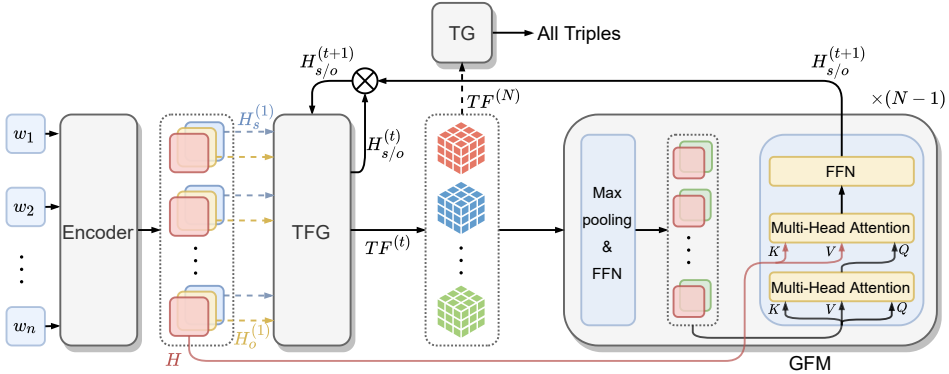 TG
All Triples
H_{s/o}^{(t+1)}
H_{s/o}^{(t+1)}
TF^{(N)}
×(N − 1)
w_1
H_s^{(1)}
H_{s/o}^{(t)}
w_2
Encoder
TFG
TF^{(t)}
Max
pooling
&
FFN
FFN
Multi-Head Attention
K
V
Q
Multi-Head Attention
K
V
Q
w_n
H_o^{(1)}
H
GFM